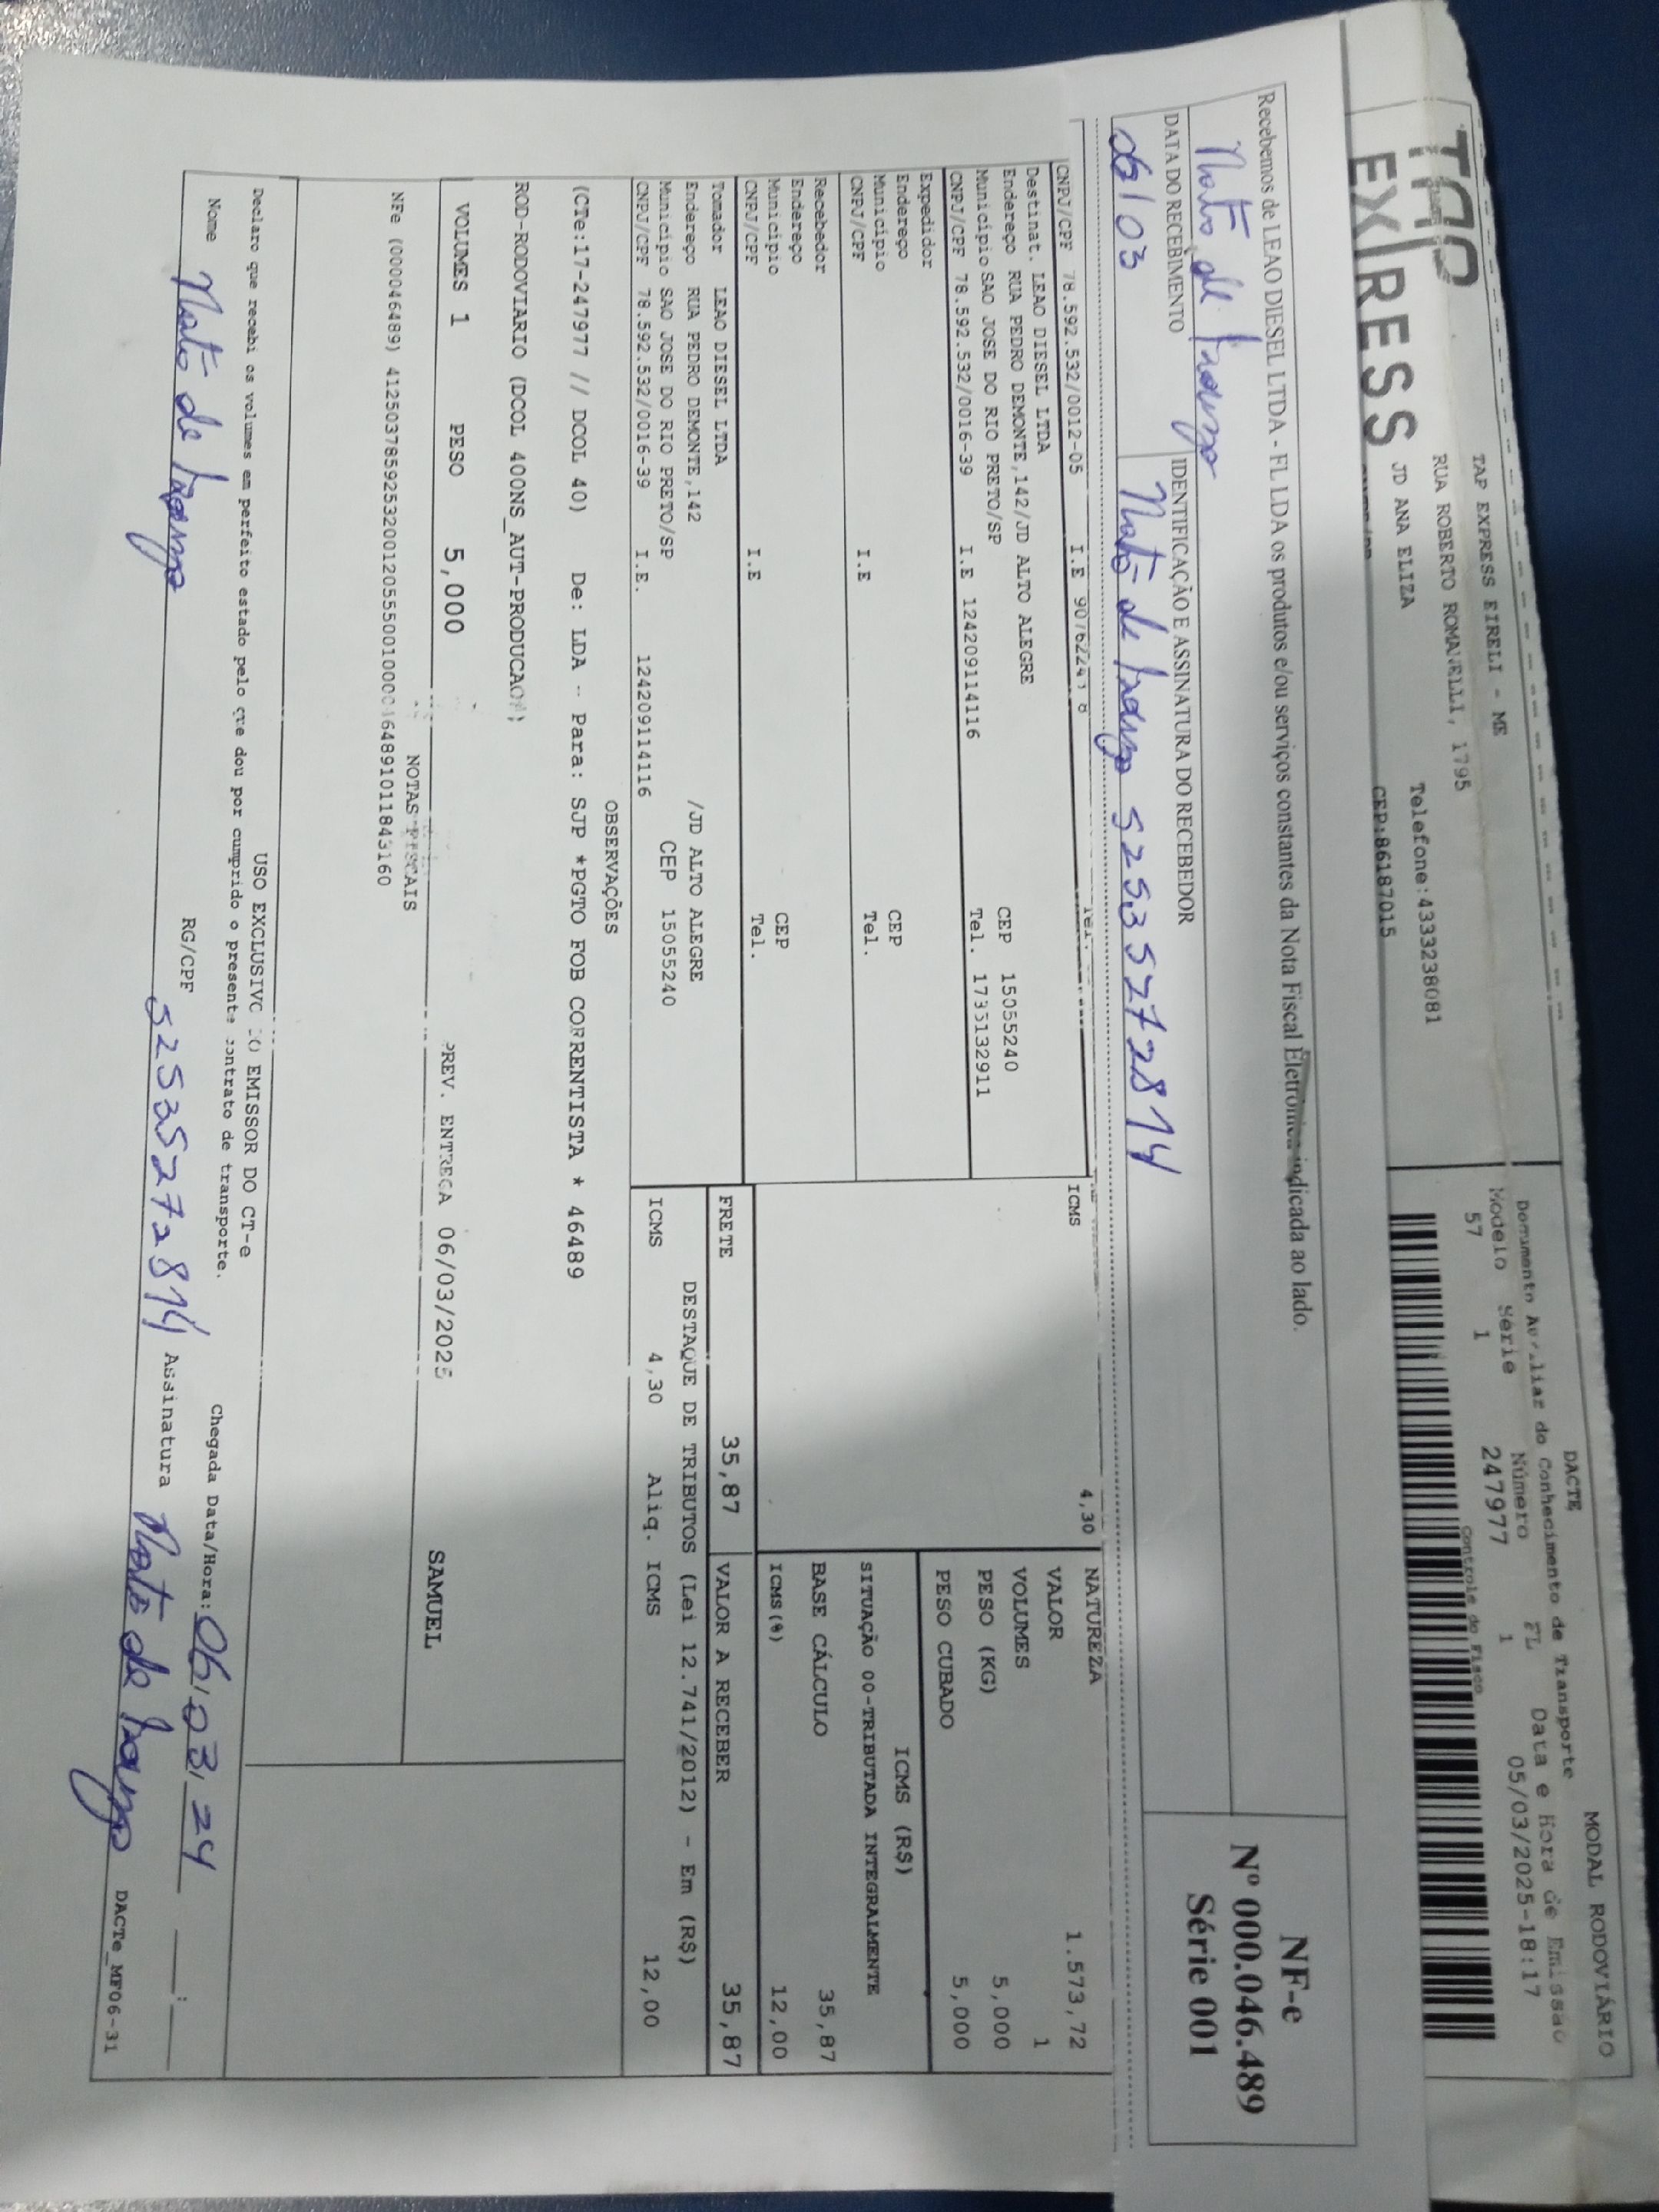 TAP
EXPRESS
TAP EXPRESS EIRELI - ME
RUA ROBERTO ROMANELLI, 1795
JD ANA ELIZA
Telefone:4333238081
CEP:86187015
DACTE
Documento Auxiliar do Conhecimento de Transporte
MODAL RODOVIÁRIO
Modelo Série Número FL Data e Hora de Emissão
57 1 247977 1 05/03/2025-18:17
Controle do Fisco
Recebemos de LEAO DIESEL LTDA - FL LDA os produtos e/ou serviços constantes da Nota Fiscal Eletrônica indicada ao lado.
NF-e
Nº 000.046.489
Série 001
DATA DO RECEBIMENTO
IDENTIFICAÇÃO E ASSINATURA DO RECEBEDOR
06/03
52535272814
CNPJ/CPF 78.592.532/0012-05 I.E
ICMS 4,30
Destinat. LEAO DIESEL LTDA
Endereço RUA PEDRO DEMONTE,142/JD ALTO ALEGRE CEP 15055240
Município SAO JOSE DO RIO PRETO/SP Tel. 1735132911
CNPJ/CPF 78.592.532/0016-39 I.E 124209114116
Expedidor
Endereço CEP
Município Tel.
CNPJ/CPF I.E
Recebedor
Endereço CEP
Município Tel.
CNPJ/CPF I.E
NATUREZA
VALOR 1.573,72
VOLUMES 1
PESO (KG) 5,000
PESO CUBADO 5,000
ICMS (R$)
SITUAÇÃO 00-TRIBUTADA INTEGRALMENTE
BASE CÁLCULO 35,87
ICMS(%) 12,00
Tomador LEAO DIESEL LTDA
Endereço RUA PEDRO DEMONTE,142 /JD ALTO ALEGRE
Município SAO JOSE DO RIO PRETO/SP CEP 15055240
CNPJ/CPF 78.592.532/0016-39 I.E. 124209114116
FRETE 35,87 VALOR A RECEBER 35,87
DESTAQUE DE TRIBUTOS (Lei 12.741/2012) - Em (R$)
ICMS 4,30 Aliq. ICMS 12,00
OBSERVAÇÕES
(CTe:17-247977 // DCOL 40) De: LDA - Para: SJP *PGTO FOB CORRENTISTA * 46489
ROD-RODOVIARIO (DCOL 400NS_AUT-PRODUCAO
VOLUMES 1 PESO 5,000 PREV. ENTREGA 06/03/2025 SAMUEL
NOTAS FISCAIS
NFe (000046489) 41250378592532001205550010000464891011843160
USO EXCLUSIVO DO EMISSOR DO CT-e
Declaro que recebi os volumes em perfeito estado pelo que dou por cumprido o presente contrato de transporte.
Chegada Data/Hora: 06/03/24 __:__
Nome RG/CPF 52535272814 Assinatura
DACTe_MF06-31